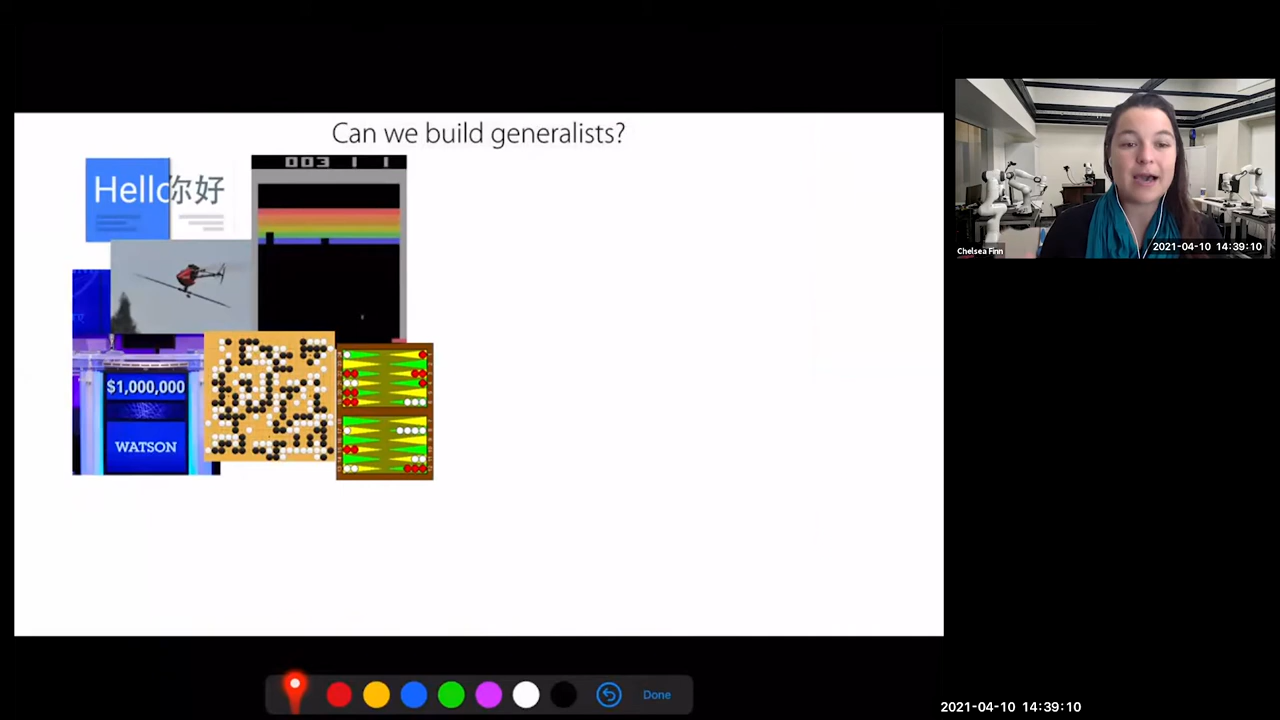 Can we build generalists?
Hello你好
003 1 1
$1,000,000
WATSON
Chelsea Finn
2021-04-10 14:39:10
Done
2021-04-10 14:39:10